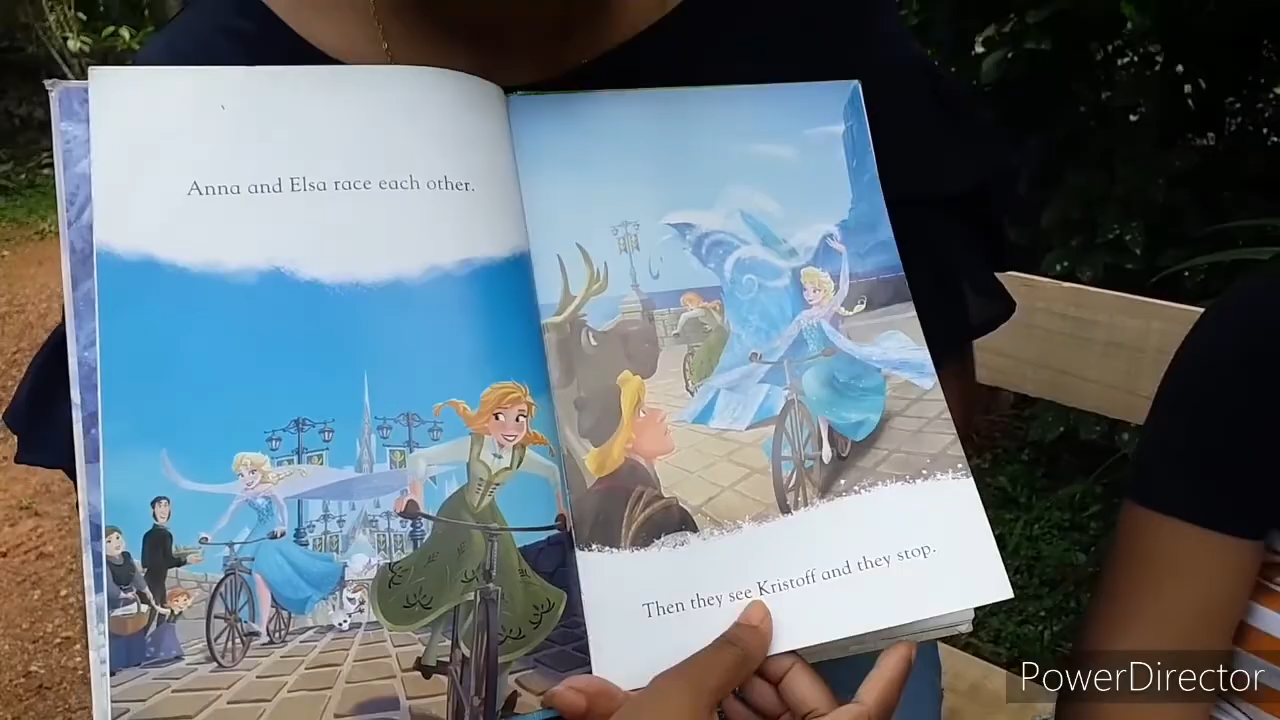 Anna and Elsa race each other.
Then they see Kristoff and they stop.
PowerDirector